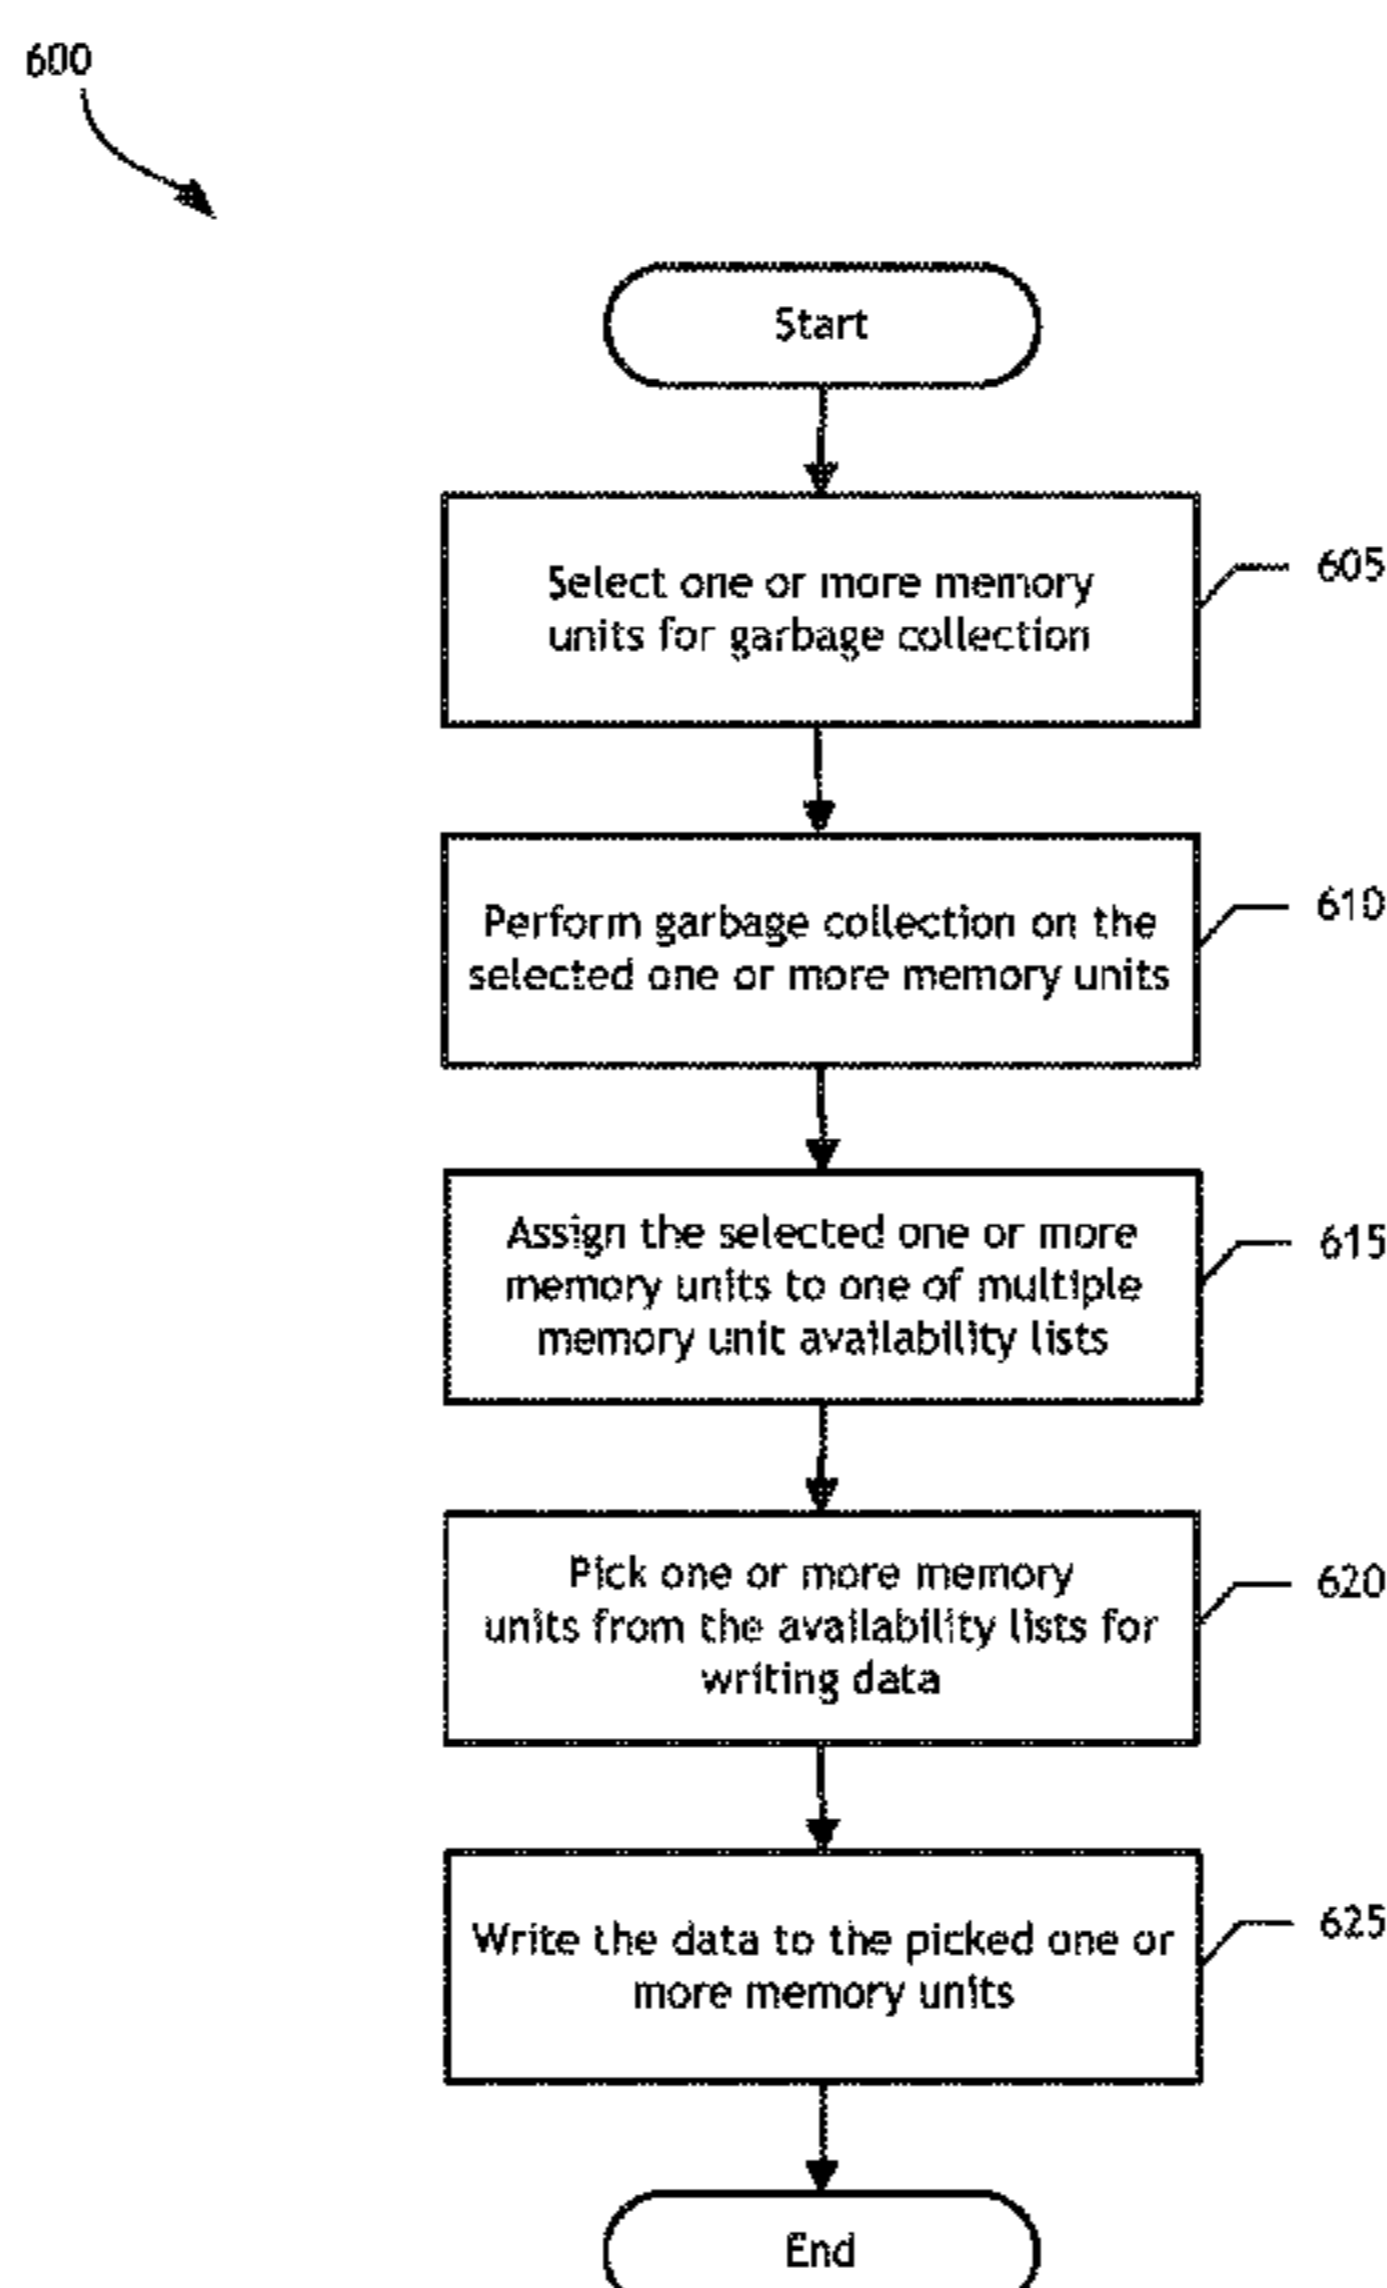 600
Start
Select one or more memory
units for garbage collection
605
Perform garbage collection on the
selected one or more memory units
610
Assign the selected one or more
memory units to one of multiple
memory unit availability lists
615
Pick one or more memory
units from the availability lists for
writing data
620
Write the data to the picked one or
more memory units
625
End